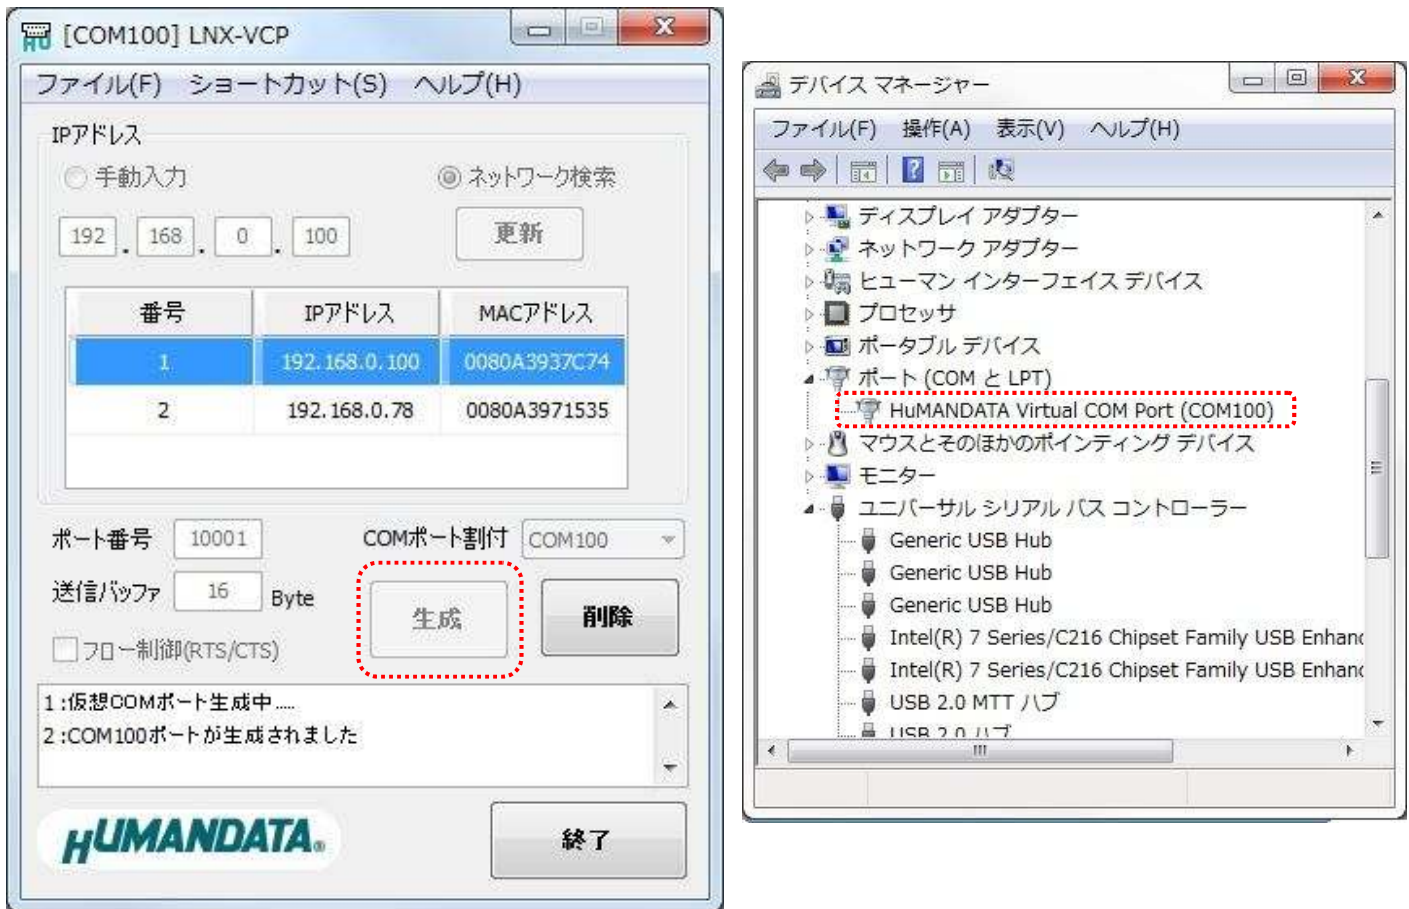 [COM100] LNX-VCP
ファイル(F) ショートカット(S) ヘルプ(H)
IPアドレス
手動入力 ネットワーク検索
192 . 168 . 0 . 100 更新
番号 IPアドレス MACアドレス
1 192.168.0.100 0080A3937C74
2 192.168.0.78 0080A3971535
ポート番号 10001 COMポート割付 COM100
送信バッファ 16 Byte
生成 削除
フロー制御(RTS/CTS)
1 :仮想COMポート生成中.....
2 :COM100ポートが生成されました
HUMANDATA®
終了
デバイス マネージャー
ファイル(F) 操作(A) 表示(V) ヘルプ(H)
ディスプレイ アダプター
ネットワーク アダプター
ヒューマン インターフェイス デバイス
プロセッサ
ポータブル デバイス
ポート (COM と LPT)
HuMANDATA Virtual COM Port (COM100)
マウスとそのほかのポインティング デバイス
モニター
ユニバーサル シリアル バス コントローラー
Generic USB Hub
Generic USB Hub
Generic USB Hub
Intel(R) 7 Series/C216 Chipset Family USB Enhanc
Intel(R) 7 Series/C216 Chipset Family USB Enhanc
USB 2.0 MTT ハブ
USB 2.0 ハブ